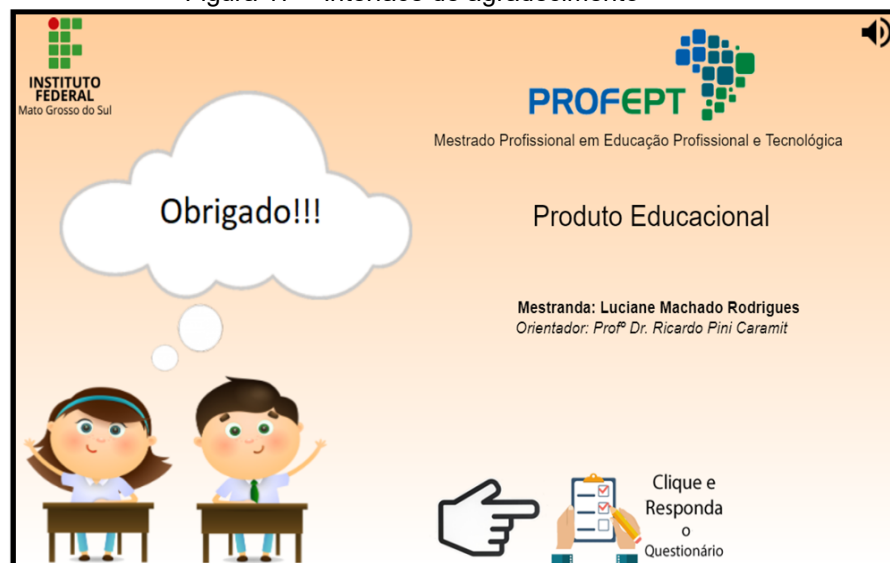 INSTITUTO
FEDERAL
Mato Grosso do Sul
Obrigado!!!
PROFEPT
Mestrado Profissional em Educação Profissional e Tecnológica
Produto Educacional
Mestranda: Luciane Machado Rodrigues
Orientador: Profº Dr. Ricardo Pini Caramit
Clique e
Responda
o
Questionário